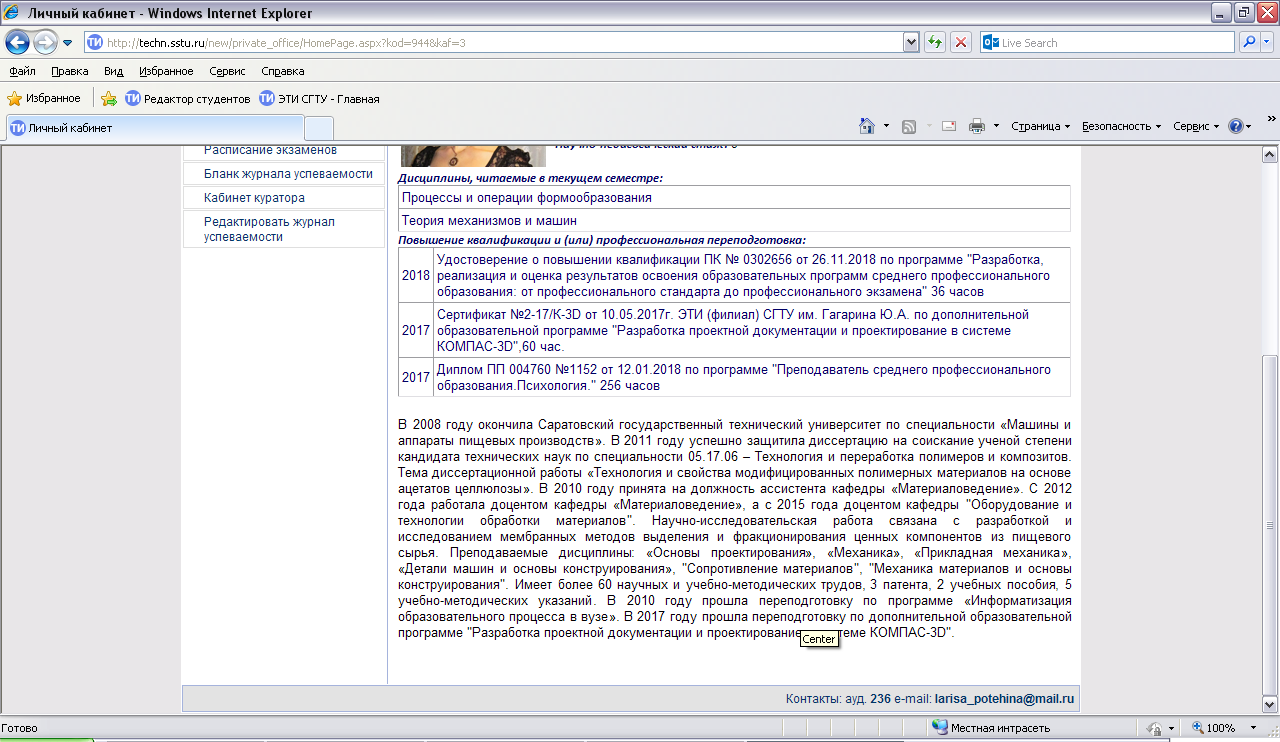 Личный кабинет - Windows Internet Explorer
http://techn.sstu.ru/new/private_office/HomePage.aspx?kod=944&kaf=3
Live Search
Файл Правка Вид Избранное Сервис Справка
Избранное ТИ Редактор студентов ТИ ЭТИ СГТУ - Главная
ТИ Личный кабинет
Страница Безопасность Сервис
Расписание экзаменов
Бланк журнала успеваемости
Кабинет куратора
Редактировать журнал
успеваемости
Дисциплины, читаемые в текущем семестре:
Процессы и операции формообразования
Теория механизмов и машин
Повышение квалификации и (или) профессиональная переподготовка:
2018 Удостоверение о повышении квалификации ПК № 0302656 от 26.11.2018 по программе "Разработка,
реализация и оценка результатов освоения образовательных программ среднего профессионального
образования: от профессионального стандарта до профессионального экзамена" 36 часов
2017 Сертификат №2-17/К-3D от 10.05.2017г. ЭТИ (филиал) СГТУ им. Гагарина Ю.А. по дополнительной
образовательной программе "Разработка проектной документации и проектирование в системе
КОМПАС-3D",60 час.
2017 Диплом ПП 004760 №1152 от 12.01.2018 по программе "Преподаватель среднего профессионального
образования.Психология." 256 часов
В 2008 году окончила Саратовский государственный технический университет по специальности «Машины и
аппараты пищевых производств». В 2011 году успешно защитила диссертацию на соискание ученой степени
кандидата технических наук по специальности 05.17.06 – Технология и переработка полимеров и композитов.
Тема диссертационной работы «Технология и свойства модифицированных полимерных материалов на основе
ацетатов целлюлозы». В 2010 году принята на должность ассистента кафедры «Материаловедение». С 2012
года работала доцентом кафедры «Материаловедение», а с 2015 года доцентом кафедры "Оборудование и
технологии обработки материалов". Научно-исследовательская работа связана с разработкой и
исследованием мембранных методов выделения и фракционирования ценных компонентов из пищевого
сырья. Преподаваемые дисциплины: «Основы проектирования», «Механика», «Прикладная механика»,
«Детали машин и основы конструирования», "Сопротивление материалов", "Механика материалов и основы
конструирования". Имеет более 60 научных и учебно-методических трудов, 3 патента, 2 учебных пособия, 5
учебно-методических указаний. В 2010 году прошла переподготовку по программе «Информатизация
образовательного процесса в вузе». В 2017 году прошла переподготовку по дополнительной образовательной
программе "Разработка проектной документации и проектирование теме КОМПАС-3D".
Center
Контакты: ауд. 236 e-mail: larisa_potehina@mail.ru
Готово Местная интрасеть 100%